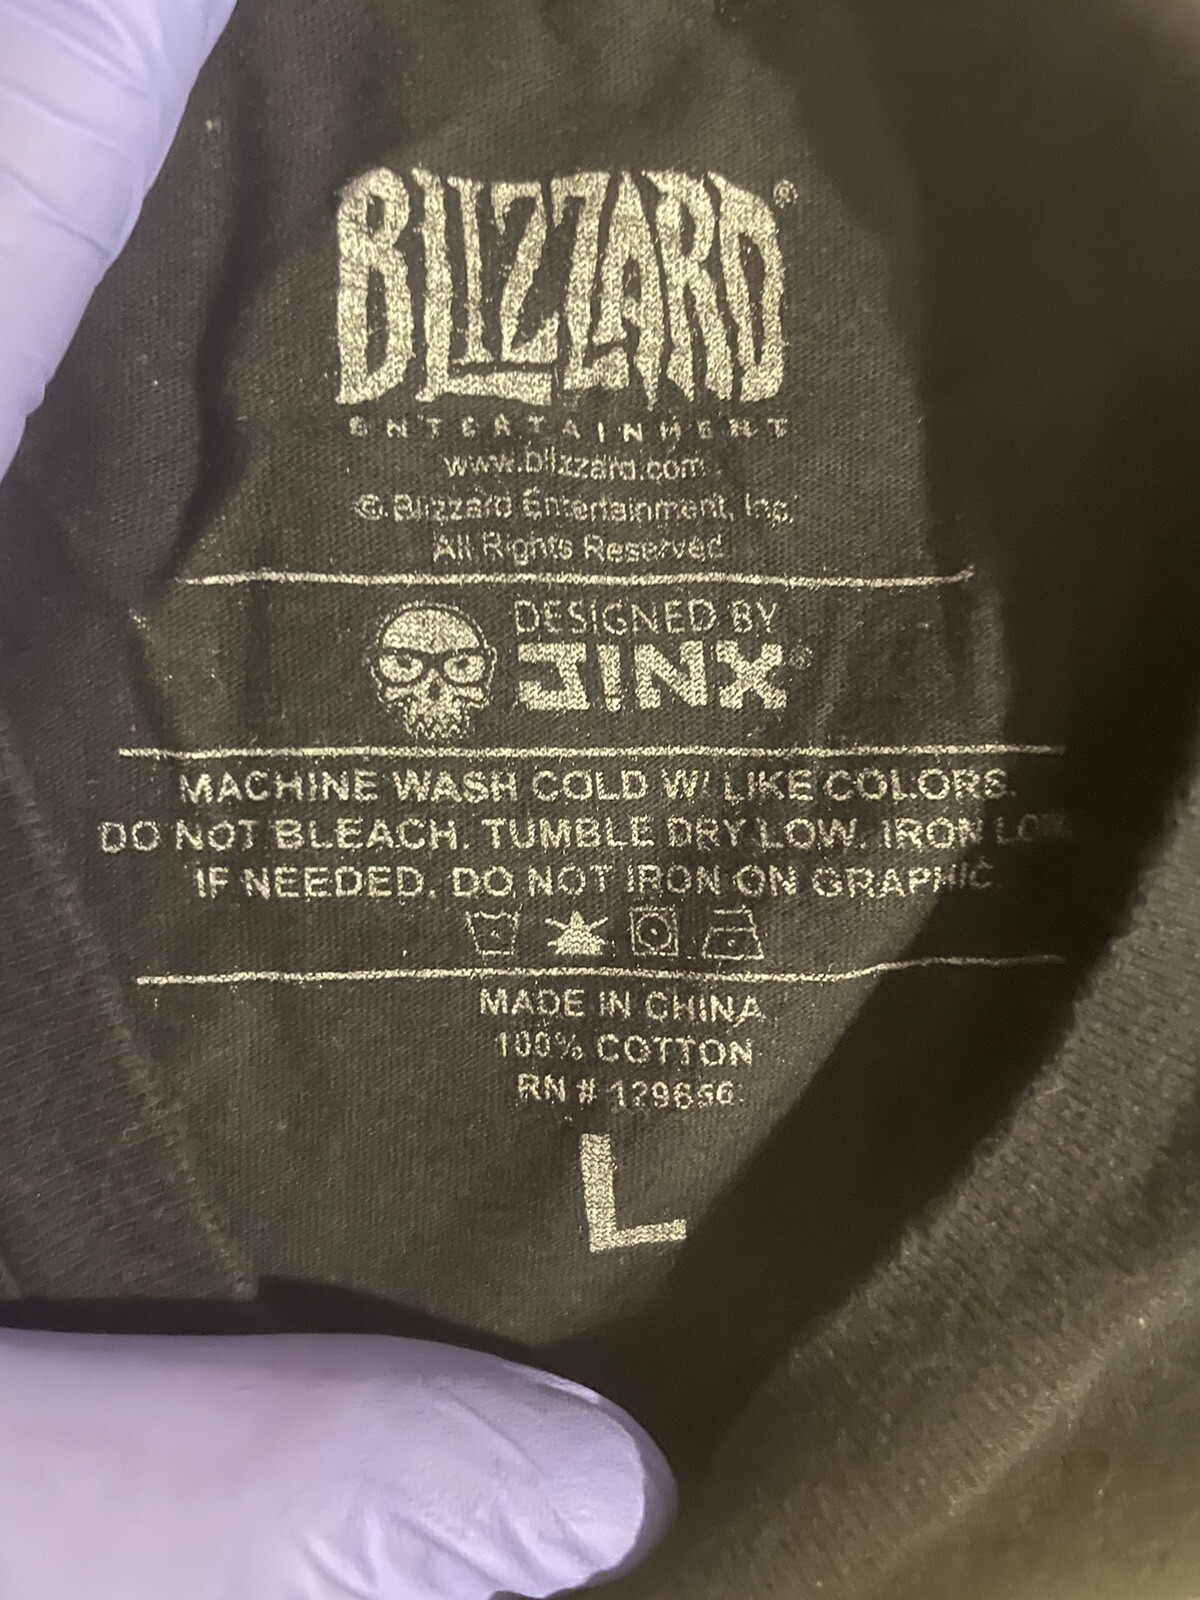 BLIZZARD®
ENTERTAINMENT
www.blizzard.com
© Blizzard Entertainment, Inc.
All Rights Reserved
DESIGNED BY
J!NX®
MACHINE WASH COLD W/ LIKE COLORS.
DO NOT BLEACH. TUMBLE DRY LOW. IRON LOW.
IF NEEDED. DO NOT IRON ON GRAPHIC.
MADE IN CHINA
100% COTTON
RN # 129656
L